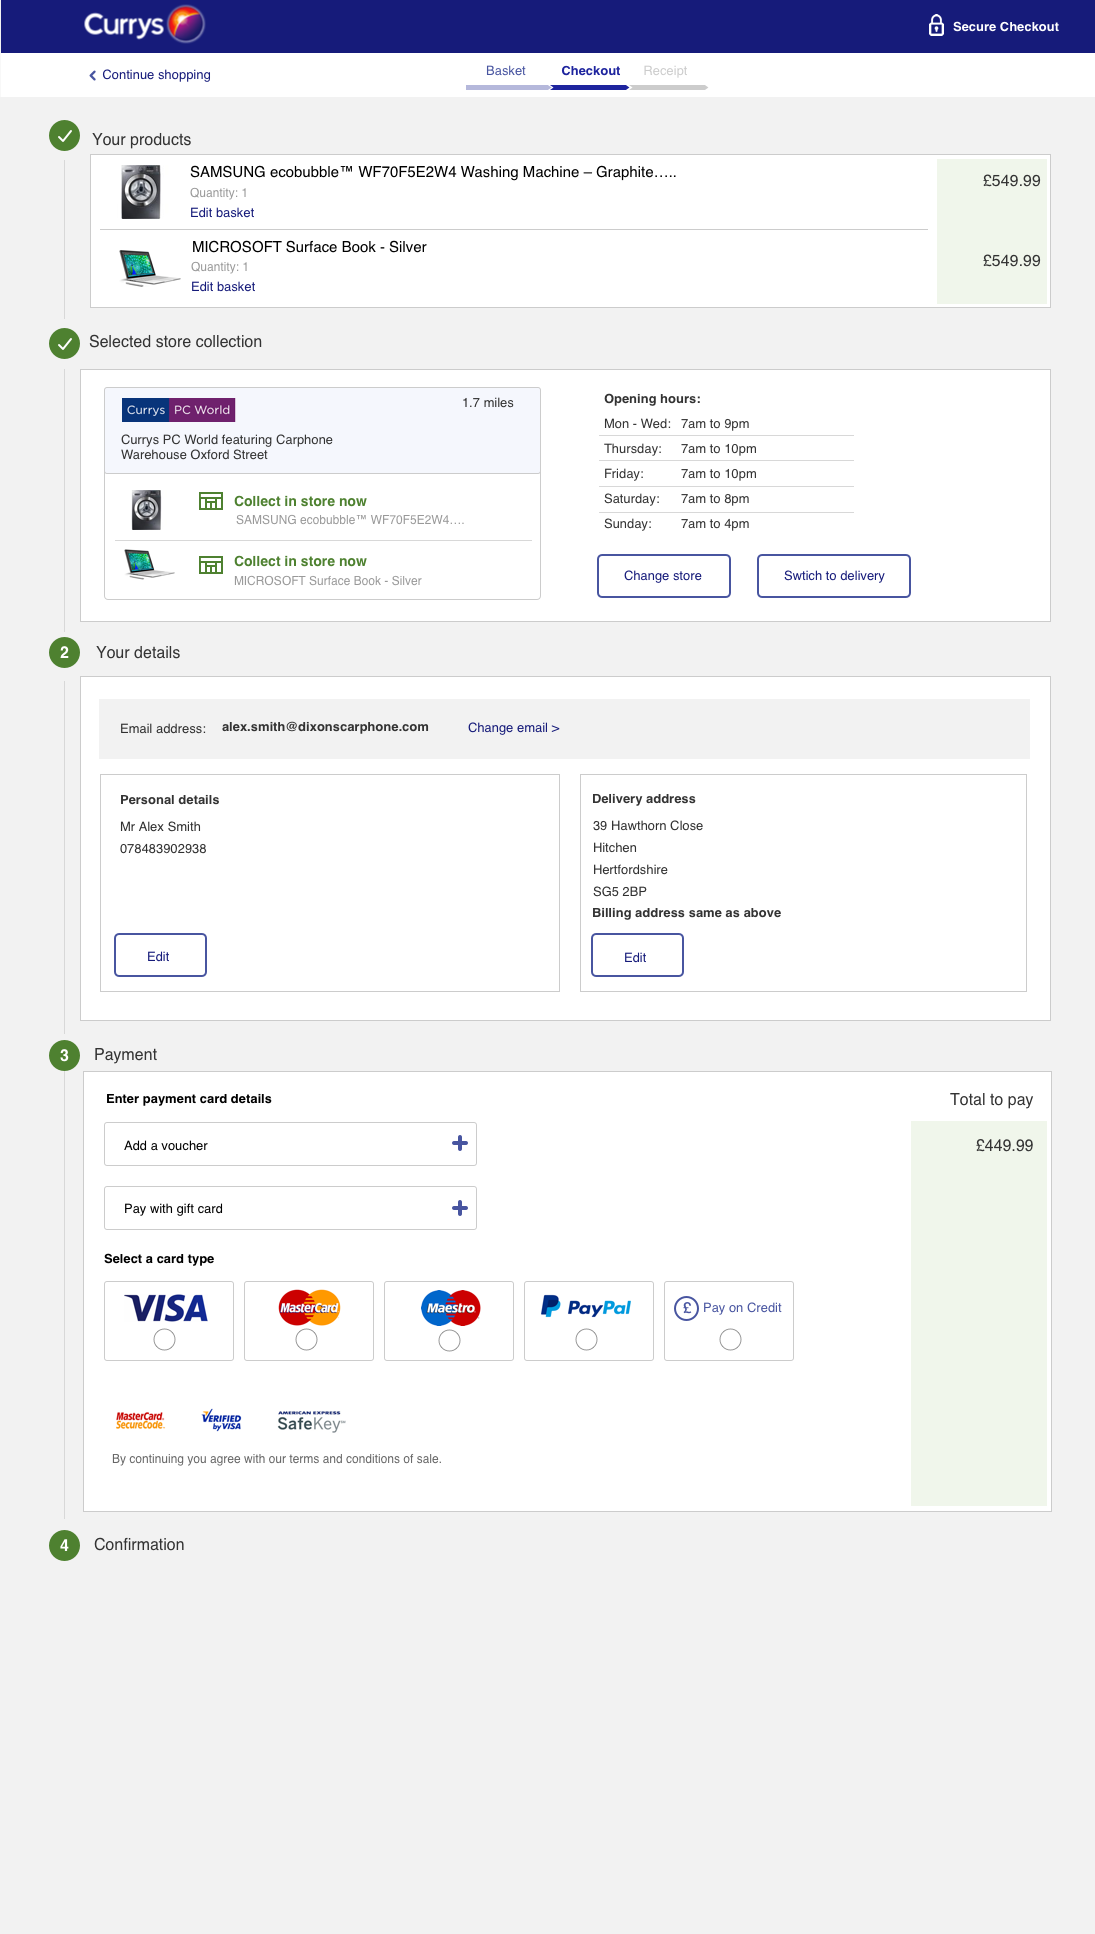 Currys
Secure Checkout
Continue shopping
Basket
Checkout
Receipt
Your products
SAMSUNG ecobubble™ WF70F5E2W4 Washing Machine – Graphite…..
£549.99
Quantity: 1
Edit basket
MICROSOFT Surface Book - Silver
£549.99
Quantity: 1
Edit basket
Selected store collection
Currys PC World
1.7 miles
Currys PC World featuring Carphone
Warehouse Oxford Street
Collect in store now
SAMSUNG ecobubble™ WF70F5E2W4….
Collect in store now
MICROSOFT Surface Book - Silver
Opening hours:
Mon - Wed: 7am to 9pm
Thursday: 7am to 10pm
Friday: 7am to 10pm
Saturday: 7am to 8pm
Sunday: 7am to 4pm
Change store
Swtich to delivery
2 Your details
Email address: alex.smith@dixonscarphone.com Change email >
Personal details
Mr Alex Smith
078483902938
Edit
Delivery address
39 Hawthorn Close
Hitchen
Hertfordshire
SG5 2BP
Billing address same as above
Edit
3 Payment
Enter payment card details
Total to pay
£449.99
Add a voucher
Pay with gift card
Select a card type
VISA
MasterCard
Maestro
PayPal
£ Pay on Credit
MasterCard.
SecureCode.
VERIFIED
by VISA
AMERICAN EXPRESS
SafeKey℠
By continuing you agree with our terms and conditions of sale.
4 Confirmation